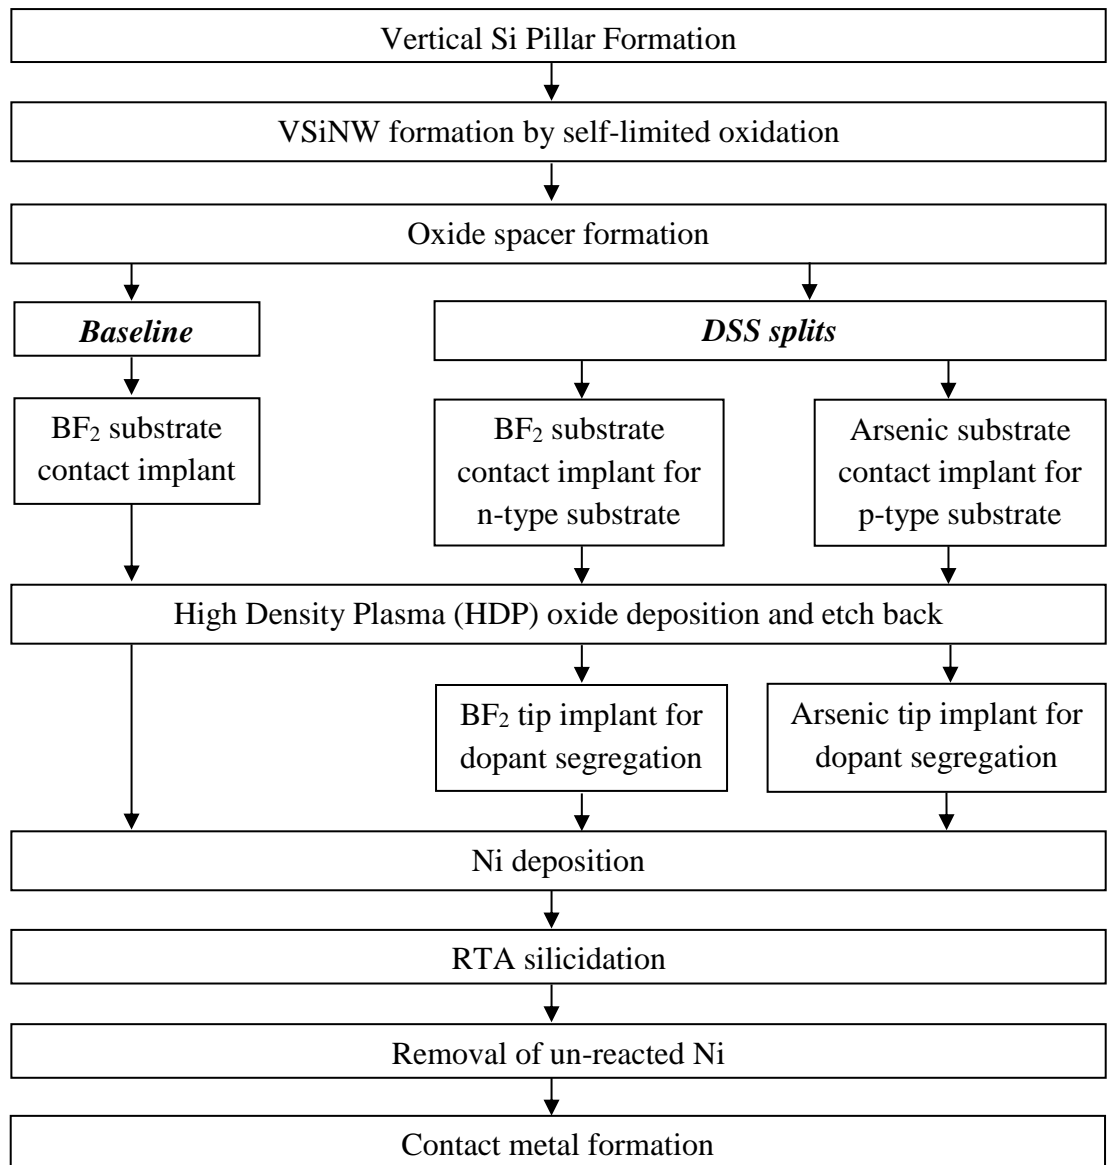 Vertical Si Pillar Formation
VSiNW formation by self-limited oxidation
Oxide spacer formation
Baseline
DSS splits
BF₂ substrate
contact implant
BF₂ substrate
contact implant for
n-type substrate
Arsenic substrate
contact implant for
p-type substrate
High Density Plasma (HDP) oxide deposition and etch back
BF₂ tip implant for
dopant segregation
Arsenic tip implant for
dopant segregation
Ni deposition
RTA silicidation
Removal of un-reacted Ni
Contact metal formation